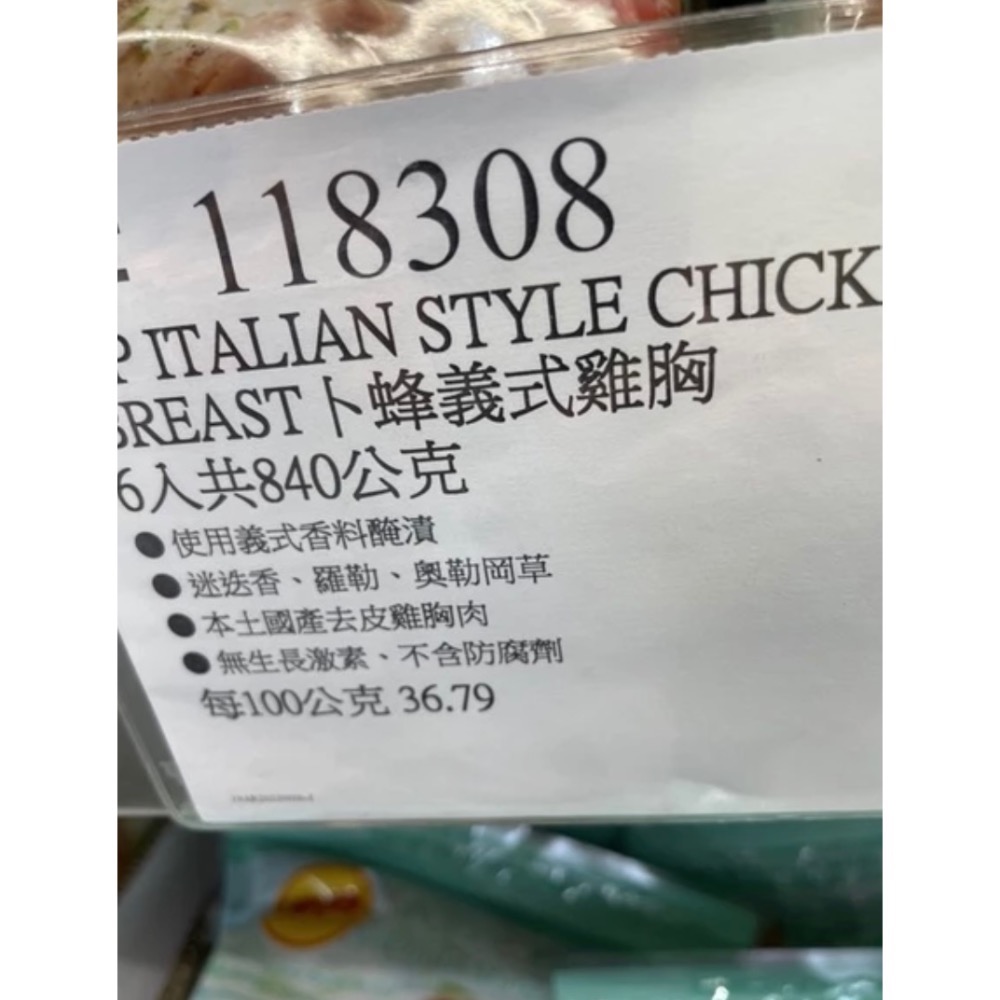 118308
P ITALIAN STYLE CHICK
BREAST卜蜂義式雞胸
6入共840公克
●使用義式香料醃漬
●迷迭香、羅勒、奧勒岡草
●本土國產去皮雞胸肉
●無生長激素、不含防腐劑
每100公克 36.79